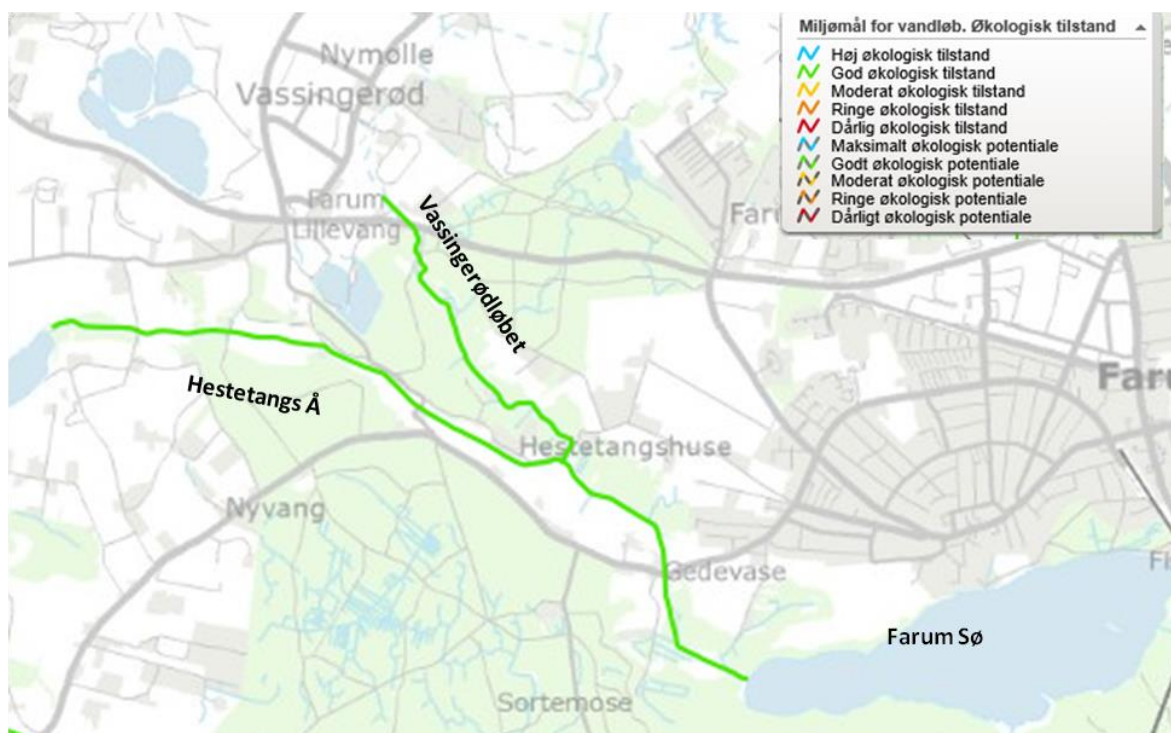 Miljømål for vandløb. Økologisk tilstand
Høj økologisk tilstand
God økologisk tilstand
Moderat økologisk tilstand
Ringe økologisk tilstand
Dårlig økologisk tilstand
Maksimalt økologisk potentiale
Godt økologisk potentiale
Moderat økologisk potentiale
Ringe økologisk potentiale
Dårligt økologisk potentiale
Nymølle
Vassingerød
Farum
Lillevang
Vassingerødløbet
Hestetangs Å
Hestetangshuse
Nyvang
Gedevase
Farum Sø
Sortemose